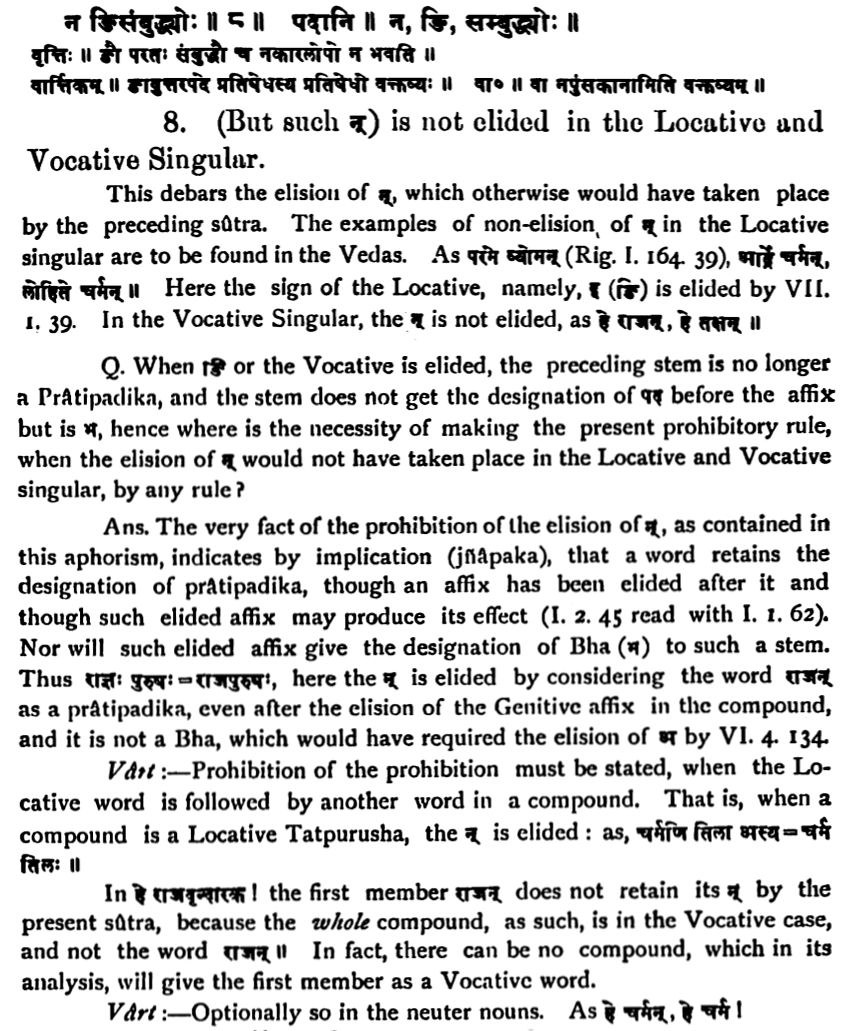 न ङिसंबुद्ध्योः ॥ ८ ॥ पदानि ॥ न, ङि, सम्बुद्ध्योः ॥
वृत्तिः ॥ ङौ परतः संबुद्धौ च नकारलोपो न भवति ॥
वार्त्तिकम् ॥ ङावुत्तरपदे प्रतिषेधस्य प्रतिषेधो वक्तव्यः ॥ वा० ॥ वा नपुंसकानामिति वक्तव्यम् ॥
8. (But such न्) is not elided in the Locative and
Vocative Singular.
This debars the elision of न्, which otherwise would have taken place
by the preceding sûtra. The examples of non-elision of न् in the Locative
singular are to be found in the Vedas. As परमे व्योमन् (Rig. I. 164. 39), आर्द्रे चर्मन्,
लोहिते चर्मन् ॥ Here the sign of the Locative, namely, इ (ङि) is elided by VII.
1. 39. In the Vocative Singular, the न् is not elided, as हे राजन्, हे तक्षन् ॥
Q. When ङि or the Vocative is elided, the preceding stem is no longer
a Prâtipadika, and the stem does not get the designation of पद before the affix
but is भ, hence where is the necessity of making the present prohibitory rule,
when the elision of न् would not have taken place in the Locative and Vocative
singular, by any rule?
Ans. The very fact of the prohibition of the elision of न्, as contained in
this aphorism, indicates by implication (jñâpaka), that a word retains the
designation of prâtipadika, though an affix has been elided after it and
though such elided affix may produce its effect (I. 2. 45 read with I. 1. 62).
Nor will such elided affix give the designation of Bha (भ) to such a stem.
Thus राज्ञः पुरुषः=राजपुरुषः, here the न् is elided by considering the word राजन्
as a prâtipadika, even after the elision of the Genitive affix in the compound,
and it is not a Bha, which would have required the elision of अ by VI. 4. 134.
Vârt:—Prohibition of the prohibition must be stated, when the Lo-
cative word is followed by another word in a compound. That is, when a
compound is a Locative Tatpurusha, the न् is elided: as, चर्मणि तिला अस्य=चर्म
तिलः ॥
In हे राजवृन्दारक! the first member राजन् does not retain its न् by the
present sûtra, because the whole compound, as such, is in the Vocative case,
and not the word राजन् ॥ In fact, there can be no compound, which in its
analysis, will give the first member as a Vocative word.
Vârt:—Optionally so in the neuter nouns. As हे चर्मन्, हे चर्म!